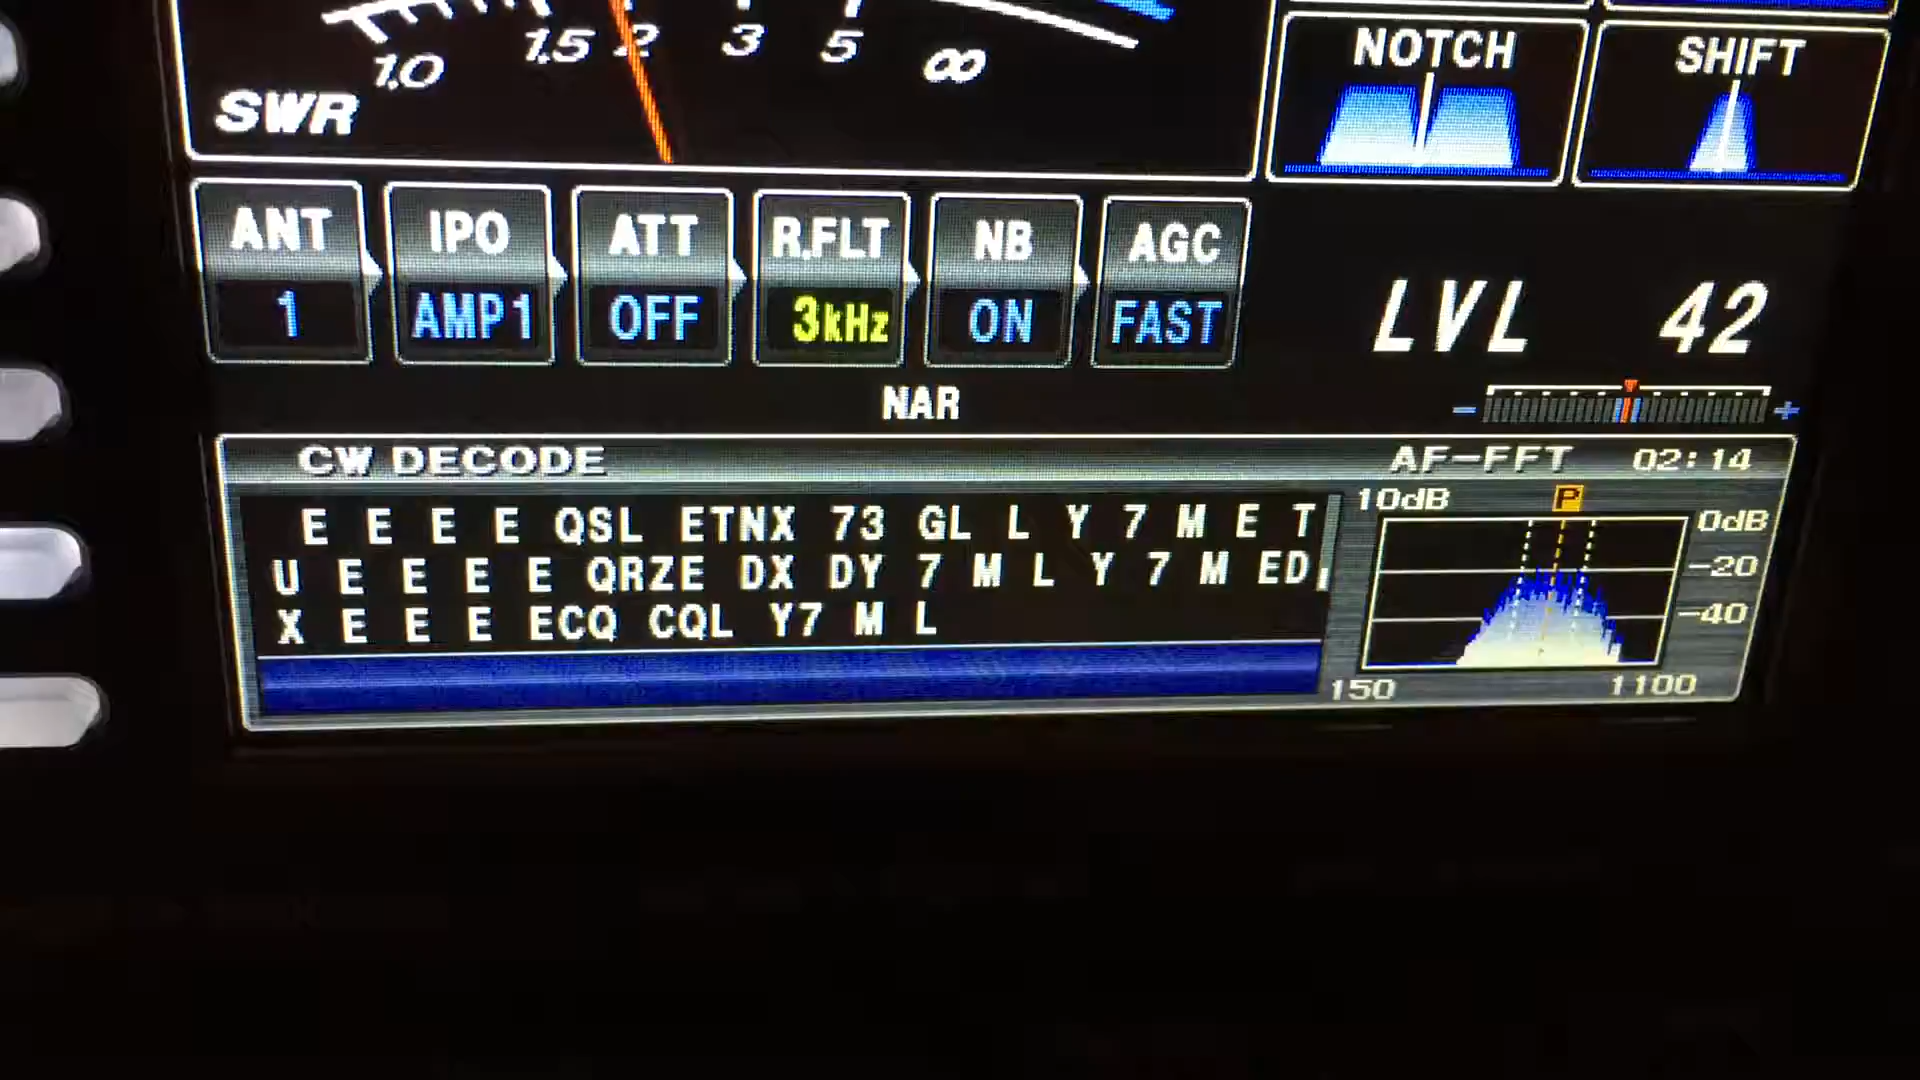 1.0 1.5 2 3 5 ∞
SWR
NOTCH
SHIFT
ANT IPO ATT R.FLT NB AGC
1 AMP1 OFF 3kHz ON FAST
LVL 42
NAR
- +
CW DECODE
AF-FFT 02:14
E E E E QSL ETNX 73 GL L Y 7 M E T
U E E E E QRZE DX DY 7 M L Y 7 M ED
X E E E ECQ CQL Y7 M L
10dB P 0dB
-20
-40
150 1100